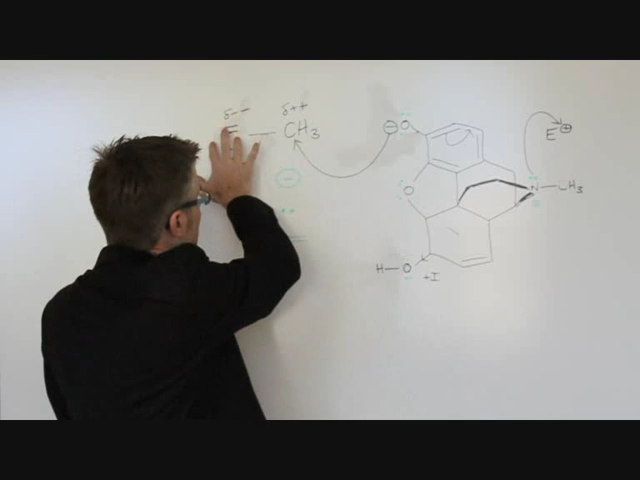 δ-- δ++
— CH3
⊖ O
E⊕
O
N—CH3
⊖
H—O
+I